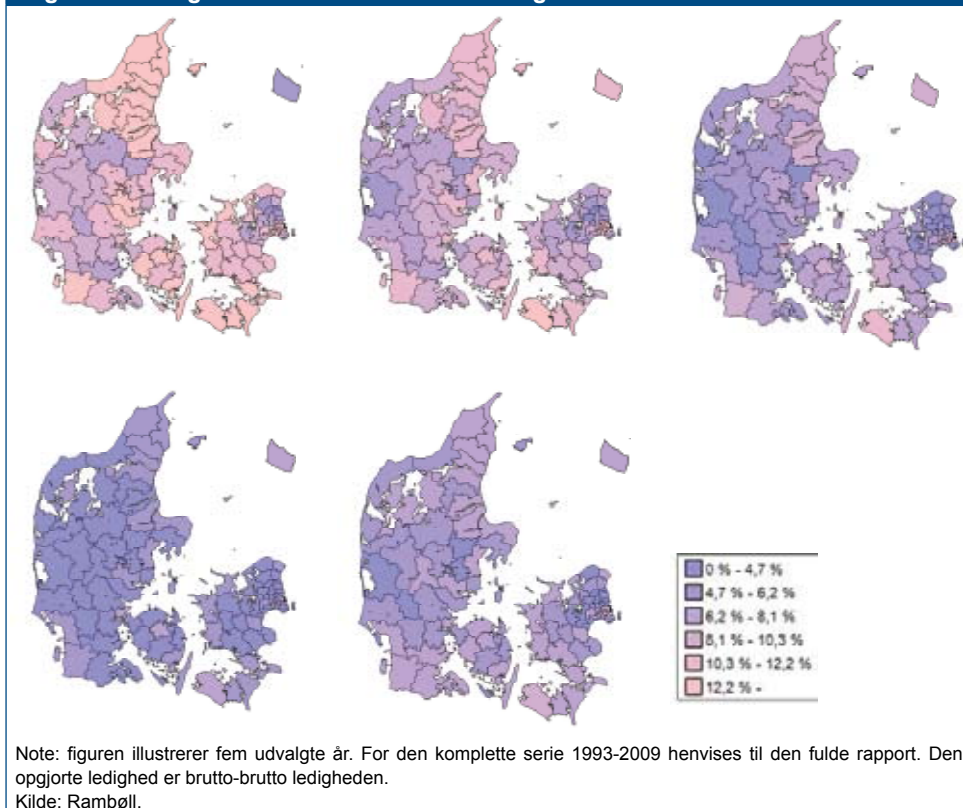 0 % - 4,7 %
4,7 % - 6,2 %
6,2 % - 8,1 %
8,1 % - 10,3 %
10,3 % - 12,2 %
12,2 % -
Note: figuren illustrerer fem udvalgte år. For den komplette serie 1993-2009 henvises til den fulde rapport. Den
opgjorte ledighed er brutto-brutto ledigheden.
Kilde: Rambøll.